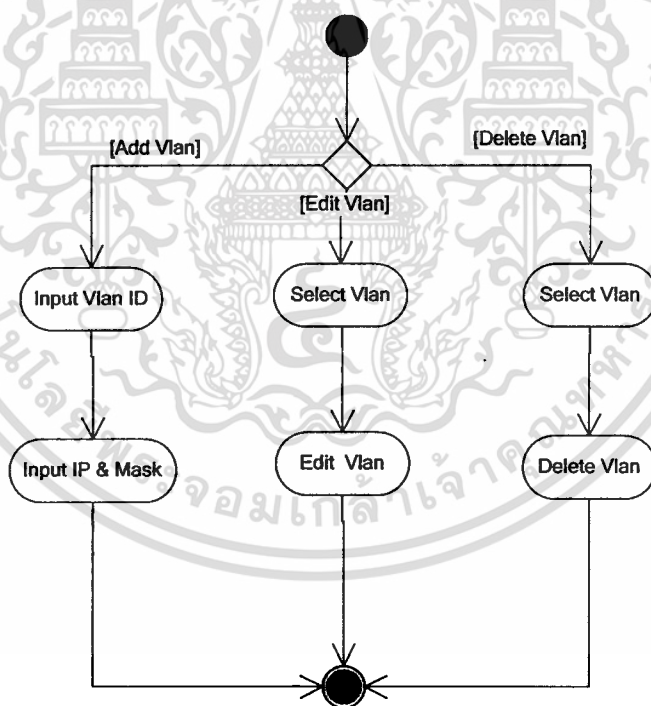 [Add Vlan]
[Delete Vlan]
[Edit Vlan]
Input Vlan ID
Select Vlan
Select Vlan
Input IP & Mask
Edit Vlan
Delete Vlan